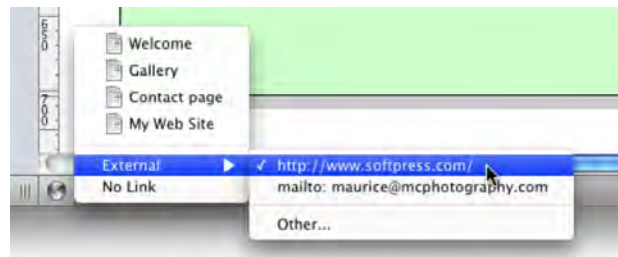 650
Welcome
Gallery
Contact page
700
My Web Site
External ✓ http://www.softpress.com/
No Link mailto: maurice@mcphotography.com
Other...